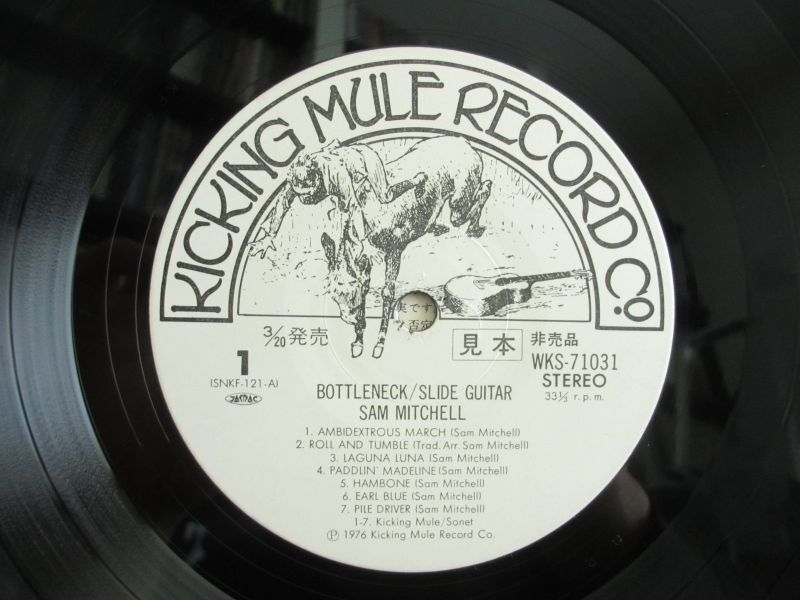 KICKING MULE RECORD CO.
3/20 発売
見本 非売品
1 WKS-71031
(SNKF-121-A) STEREO
JASRAC 33⅓ r.p.m.
BOTTLENECK/SLIDE GUITAR
SAM MITCHELL
1. AMBIDEXTROUS MARCH (Sam Mitchell)
2. ROLL AND TUMBLE (Trad. Arr. Sam Mitchell)
3. LAGUNA LUNA (Sam Mitchell)
4. PADDLIN' MADELINE (Sam Mitchell)
5. HAMBONE (Sam Mitchell)
6. EARL BLUE (Sam Mitchell)
7. PILE DRIVER (Sam Mitchell)
1-7. Kicking Mule/Sonet
Ⓟ 1976 Kicking Mule Record Co.